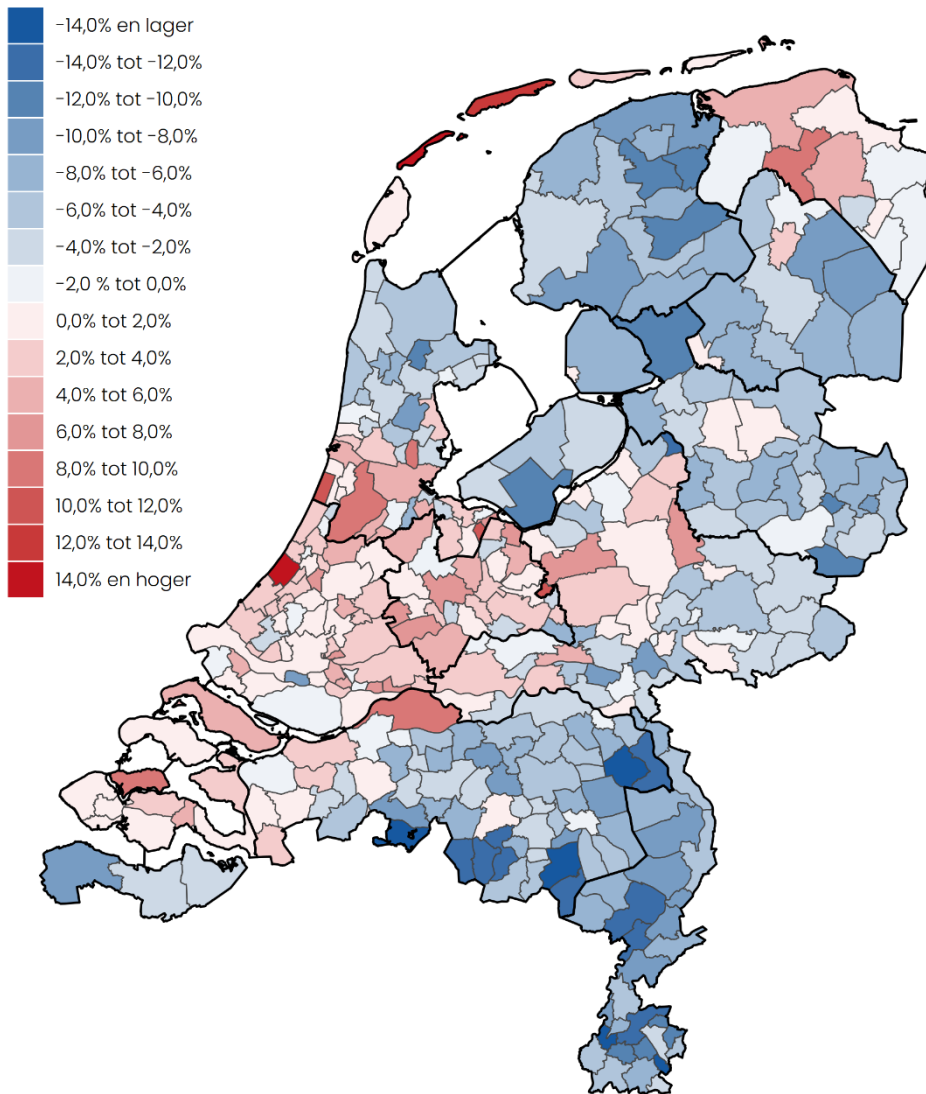 -14,0% en lager
-14,0% tot -12,0%
-12,0% tot -10,0%
-10,0% tot -8,0%
-8,0% tot -6,0%
-6,0% tot -4,0%
-4,0% tot -2,0%
-2,0 % tot 0,0%
0,0% tot 2,0%
2,0% tot 4,0%
4,0% tot 6,0%
6,0% tot 8,0%
8,0% tot 10,0%
10,0% tot 12,0%
12,0% tot 14,0%
14,0% en hoger